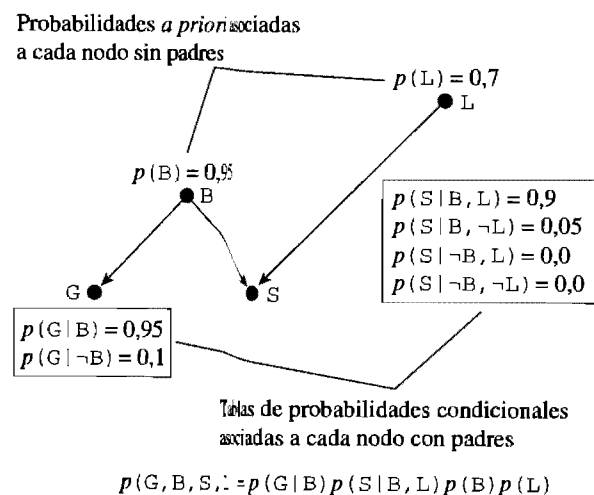 Probabilidades a priori asociadas
a cada nodo sin padres
p(L) = 0,7
L
p(B) = 0,95
B
p(S|B, L) = 0,9
p(S|B, ¬L) = 0,05
p(S|¬B, L) = 0,0
p(S|¬B, ¬L) = 0,0
G
S
p(G|B) = 0,95
p(G|¬B) = 0,1
Tablas de probabilidades condicionales
asociadas a cada nodo con padres
p(G, B, S, = p(G|B) p(S|B, L) p(B) p(L)